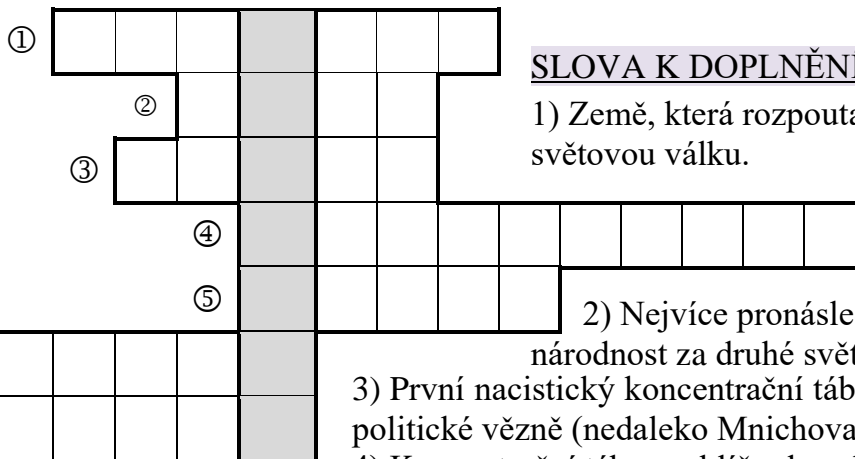 ①
SLOVA K DOPLNĚNÍ
②
1) Země, která rozpouta
světovou válku.
③
④
⑤
2) Nejvíce pronásle
národnost za druhé svět
3) První nacistický koncentrační táb
politické vězně (nedaleko Mnichova